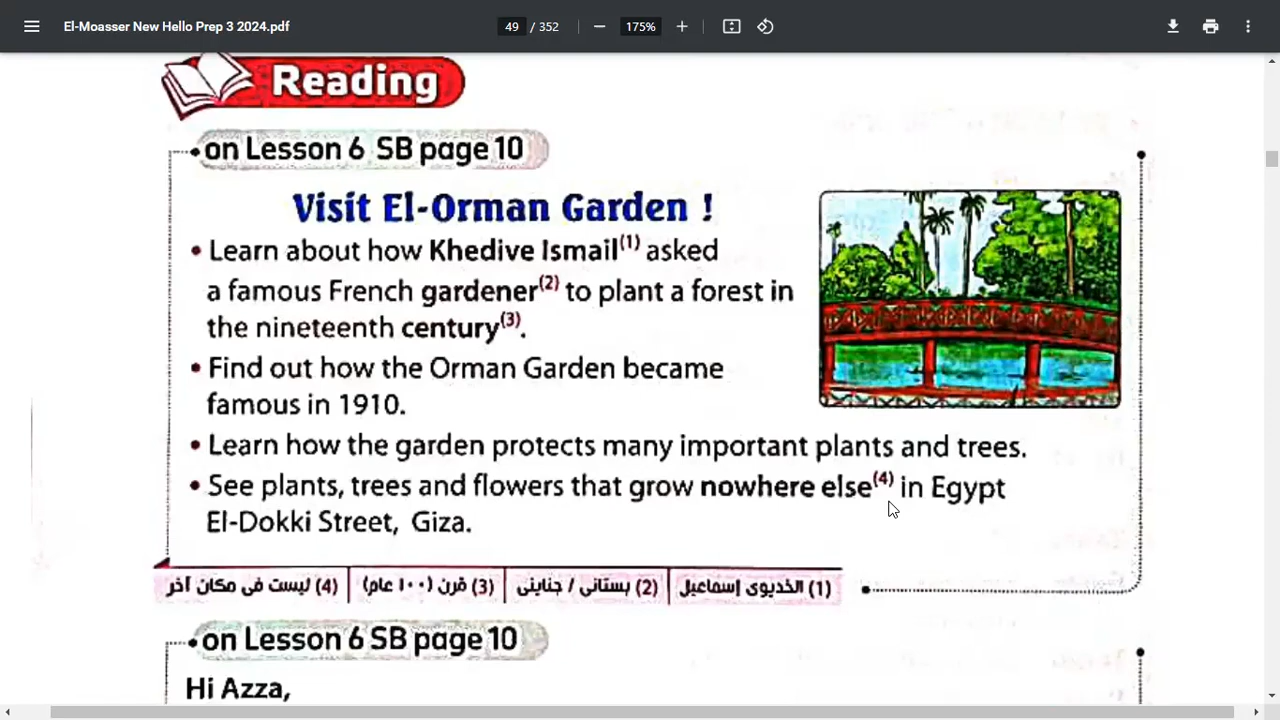 El-Moasser New Hello Prep 3 2024.pdf
49 / 352
175%
Reading
on Lesson 6 SB page 10
Visit El-Orman Garden !
• Learn about how Khedive Ismail(1) asked
a famous French gardener(2) to plant a forest in
the nineteenth century(3).
• Find out how the Orman Garden became
famous in 1910.
• Learn how the garden protects many important plants and trees.
• See plants, trees and flowers that grow nowhere else(4) in Egypt
El-Dokki Street, Giza.
(1) الخديوى إسماعيل (2) بستانى / جناينى (3) قرن (١٠٠ عام) (4) ليست فى مكان آخر
on Lesson 6 SB page 10
Hi Azza,